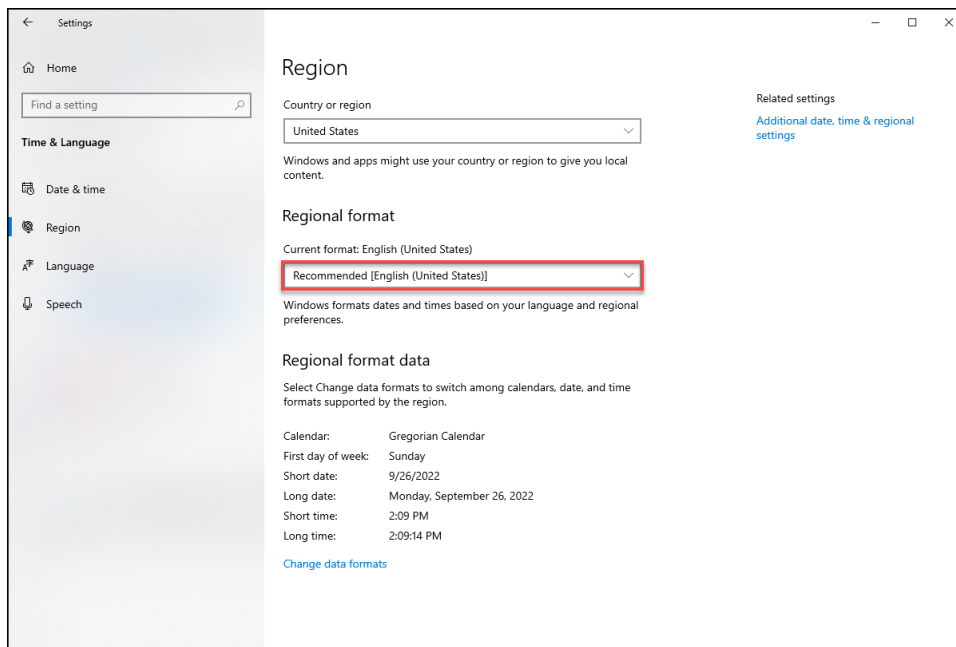 Settings
Home
Find a setting
Time & Language
Date & time
Region
Language
Speech
Region
Country or region
United States
Windows and apps might use your country or region to give you local
content.
Regional format
Current format: English (United States)
Recommended [English (United States)]
Windows formats dates and times based on your language and regional
preferences.
Regional format data
Select Change data formats to switch among calendars, date, and time
formats supported by the region.
Calendar: Gregorian Calendar
First day of week: Sunday
Short date: 9/26/2022
Long date: Monday, September 26, 2022
Short time: 2:09 PM
Long time: 2:09:14 PM
Change data formats
Related settings
Additional date, time & regional
settings